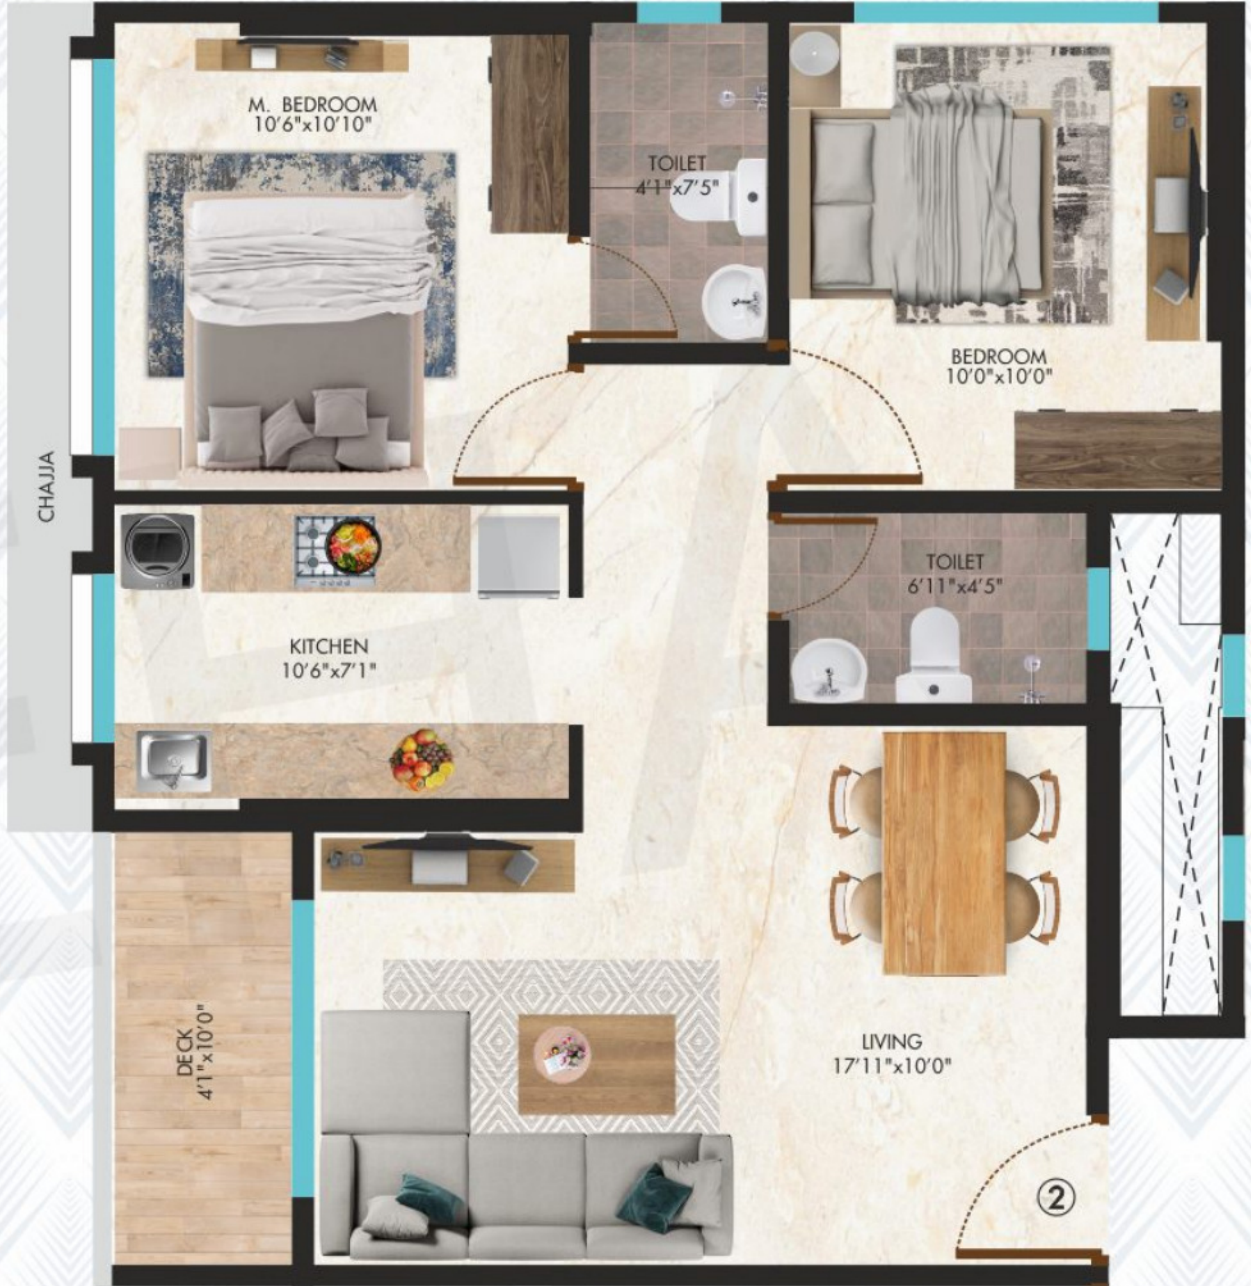 M. BEDROOM
10'6"x10'10"
TOILET
4'1"x7'5"
BEDROOM
10'0"x10'0"
CHAJJA
TOILET
6'11"x4'5"
KITCHEN
10'6"x7'1"
DECK
4'1"x10'0"
LIVING
17'11"x10'0"
2